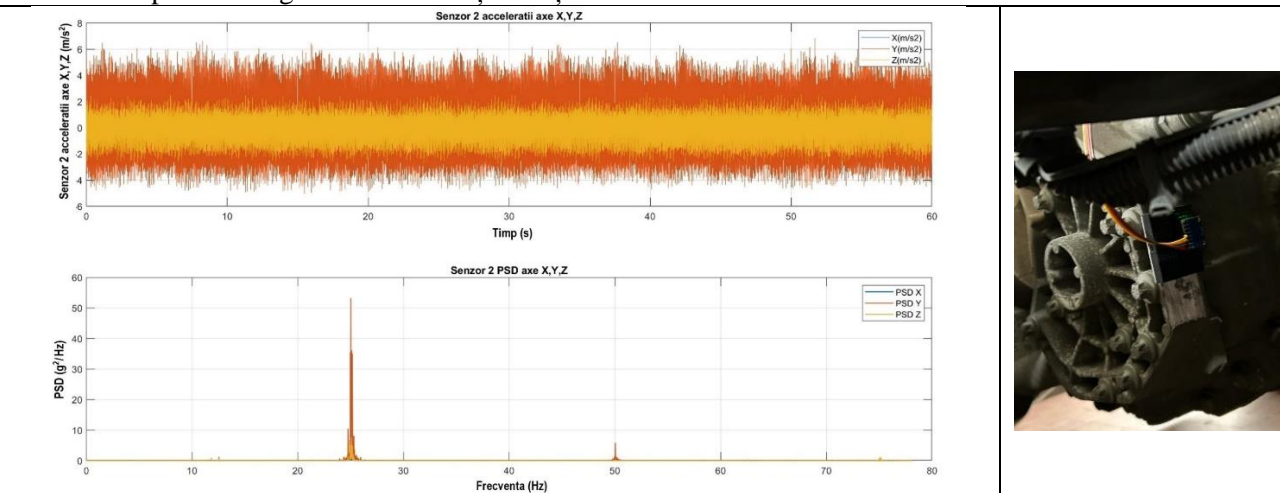 Senzor 2 acceleratii axe X,Y,Z
Senzor 2 acceleratii axe X,Y,Z (m/s²)
8
6
4
2
0
-2
4
6
X(m/s2)
Y(m/s2)
Z(m/s2)
0 10 20 30 40 50 60
Timp (s)
Senzor 2 PSD axe X,Y,Z
PSD (g²/Hz)
60
50
40
30
20
10
0
PSD X
PSD Y
PSD Z
0 10 20 30 40 50 60 70 80
Frecventa (Hz)